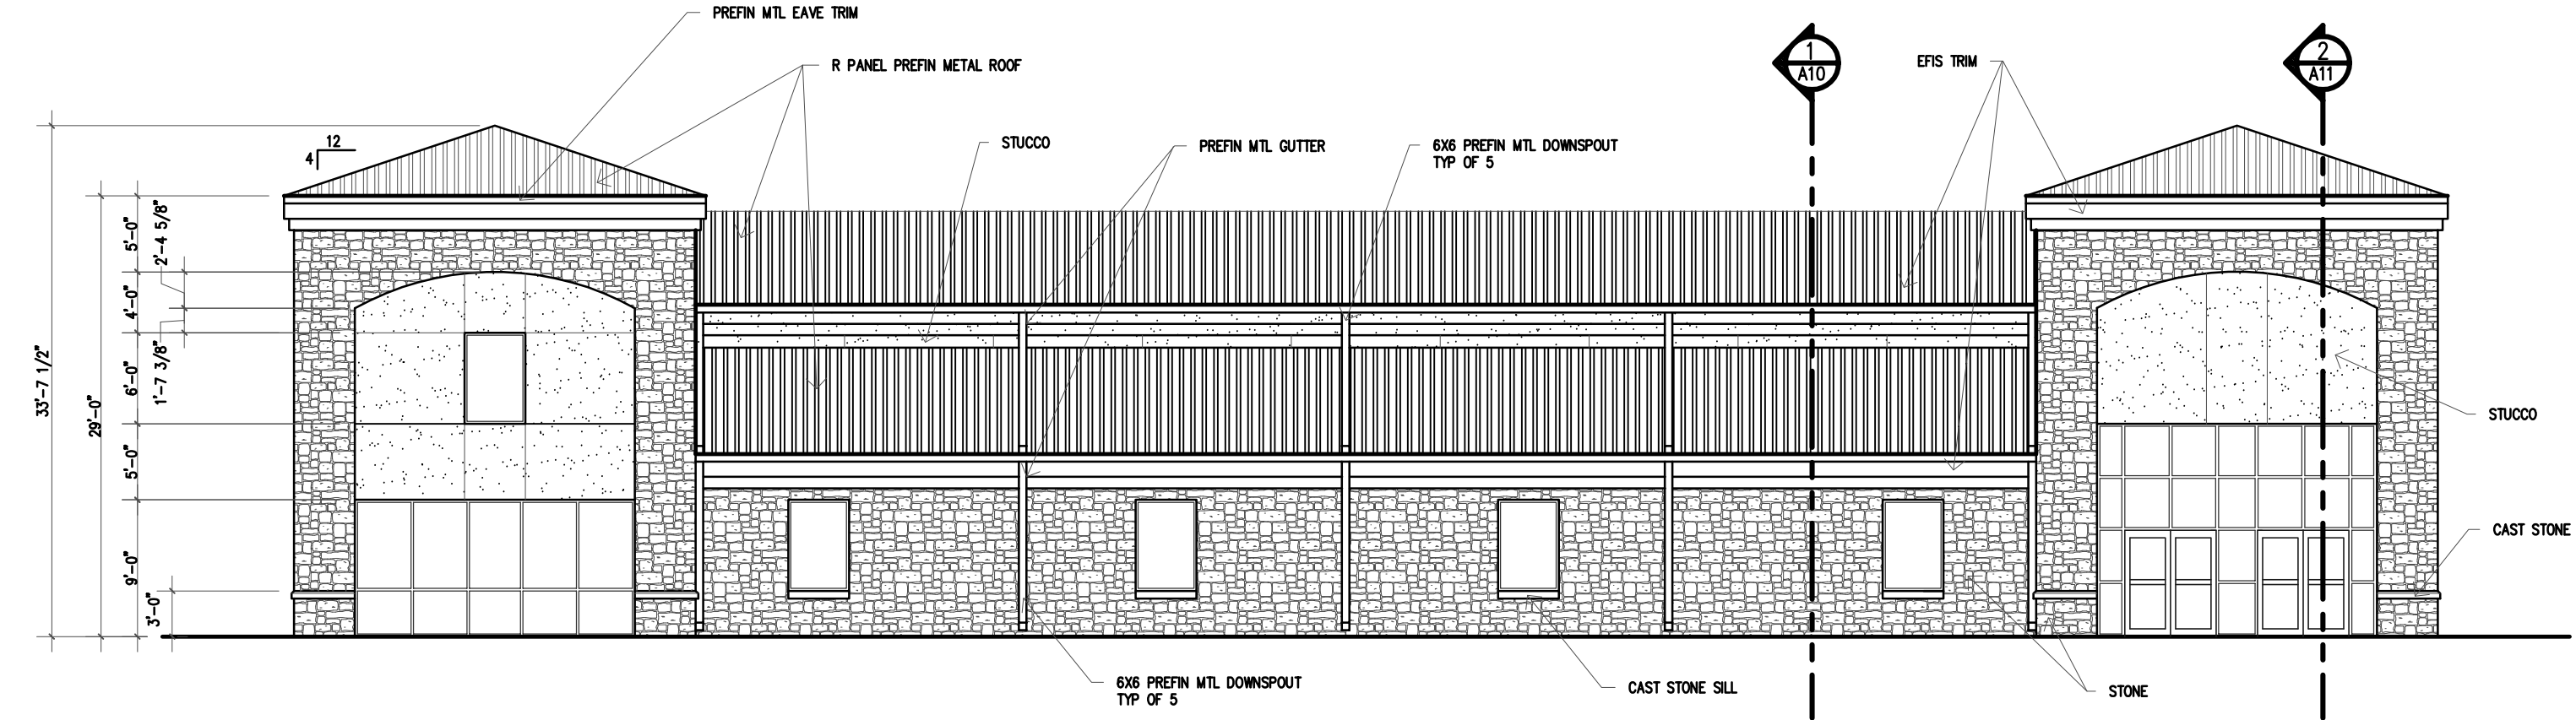 PREFIN MTL EAVE TRIM
R PANEL PREFIN METAL ROOF
1
A10
EFIS TRIM
2
A11
12
4
STUCCO
PREFIN MTL GUTTER
6X6 PREFIN MTL DOWNSPOUT
TYP OF 5
33'-7 1/2"
29'-0"
5'-0"
2'-4 5/8"
4'-0"
1'-7 3/8"
6'-0"
5'-0"
9'-0"
3'-0"
STUCCO
CAST STONE
6X6 PREFIN MTL DOWNSPOUT
TYP OF 5
CAST STONE SILL
STONE